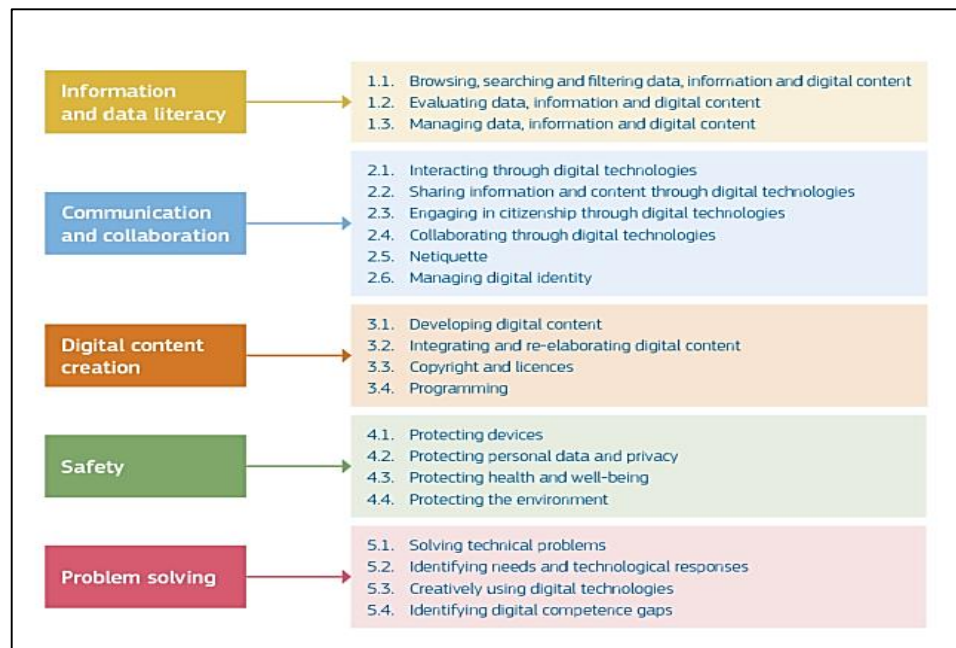 Information
and data literacy
1.1. Browsing, searching and filtering data, information and digital content
1.2. Evaluating data, information and digital content
1.3. Managing data, information and digital content
Communication
and collaboration
2.1. Interacting through digital technologies
2.2. Sharing information and content through digital technologies
2.3. Engaging in citizenship through digital technologies
2.4. Collaborating through digital technologies
2.5. Netiquette
2.6. Managing digital identity
Digital content
creation
3.1. Developing digital content
3.2. Integrating and re-elaborating digital content
3.3. Copyright and licences
3.4. Programming
Safety
4.1. Protecting devices
4.2. Protecting personal data and privacy
4.3. Protecting health and well-being
4.4. Protecting the environment
Problem solving
5.1. Solving technical problems
5.2. Identifying needs and technological responses
5.3. Creatively using digital technologies
5.4. Identifying digital competence gaps